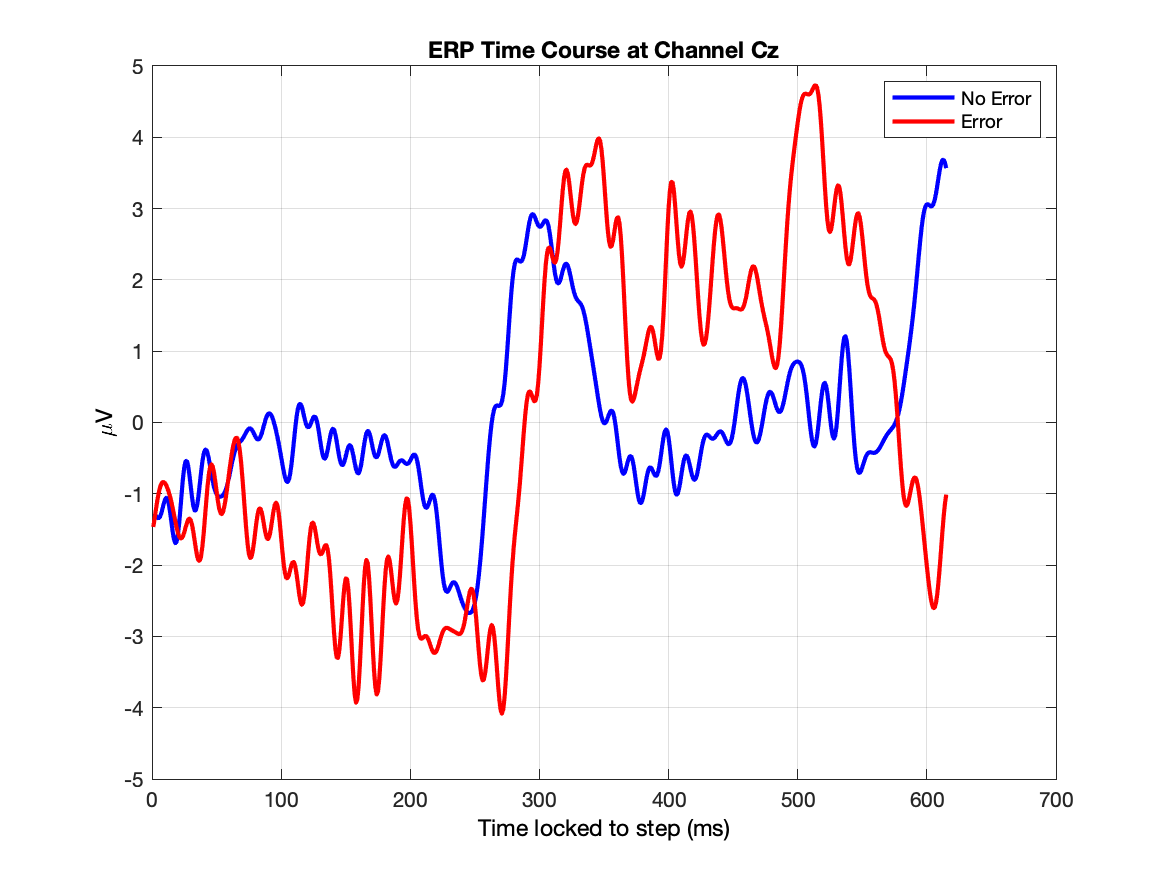 ERP Time Course at Channel Cz
5
4
3
2
1
0
-1
-2
-3
-4
-5
μV
No Error
Error
0 100 200 300 400 500 600 700
Time locked to step (ms)